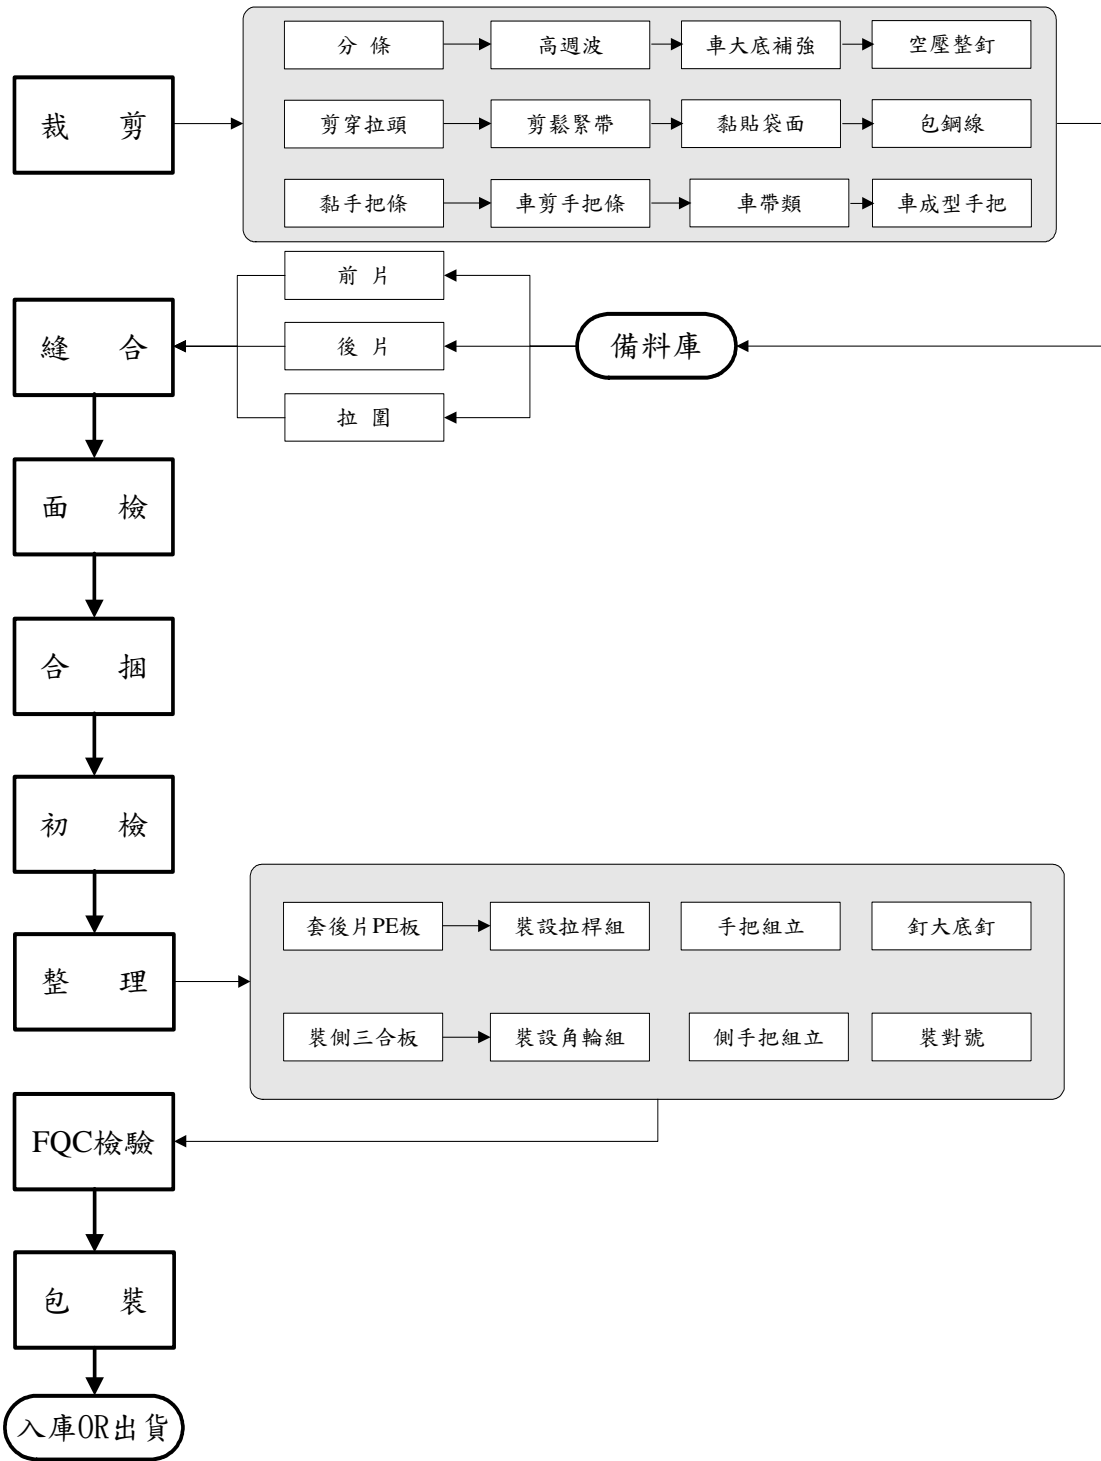 分 條
高週波
車大底補強
空壓整釘
裁 剪
剪穿拉頭
剪鬆緊帶
黏貼袋面
包鋼線
黏手把條
車剪手把條
車帶類
車成型手把
前 片
縫 合
後 片
備料庫
拉 圍
面 檢
合 捆
初 檢
套後片PE板
裝設拉桿組
手把組立
釘大底釘
整 理
裝側三合板
裝設角輪組
側手把組立
裝對號
FQC檢驗
包 裝
入庫OR出貨